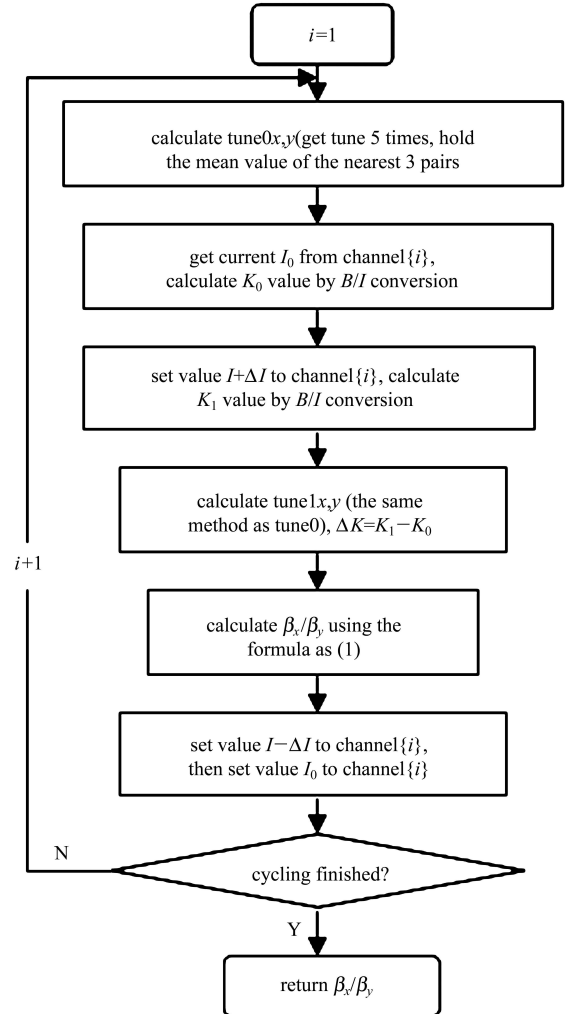 i=1
calculate tune0x,y(get tune 5 times, hold
the mean value of the nearest 3 pairs
get current I₀ from channel{i},
calculate K₀ value by B/I conversion
set value I+ΔI to channel{i}, calculate
K₁ value by B/I conversion
calculate tune1x,y (the same
method as tune0), ΔK=K₁−K₀
i+1
calculate βₓ/βᵧ using the
formula as (1)
set value I−ΔI to channel{i},
then set value I₀ to channel{i}
N
cycling finished?
Y
return βₓ/βᵧ